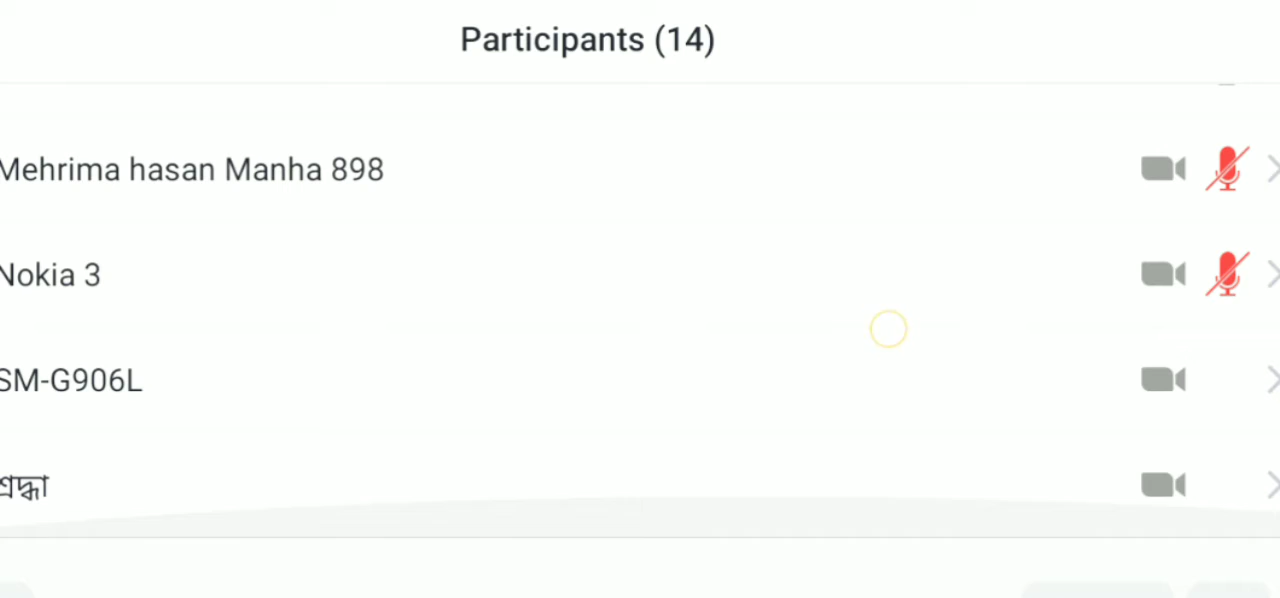 Participants (14)
Mehrima hasan Manha 898
Nokia 3
SM-G906L
শ্রদ্ধা